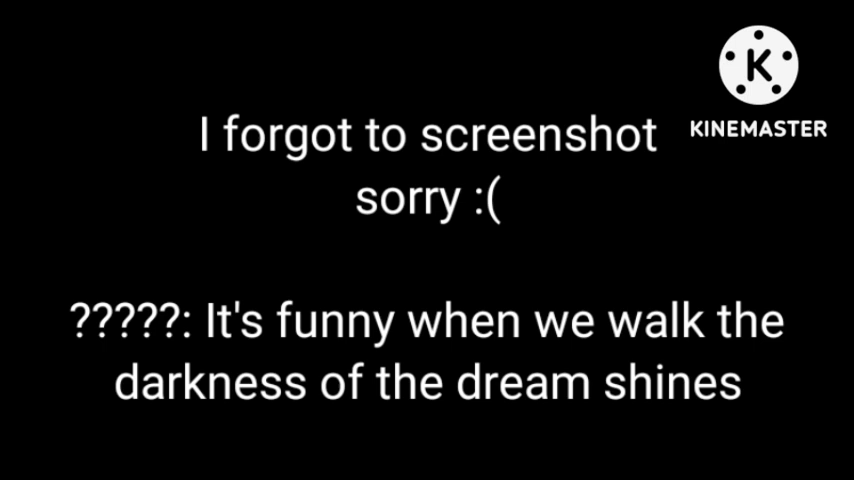 KINEMASTER
I forgot to screenshot
sorry :(
?????: It's funny when we walk the
darkness of the dream shines